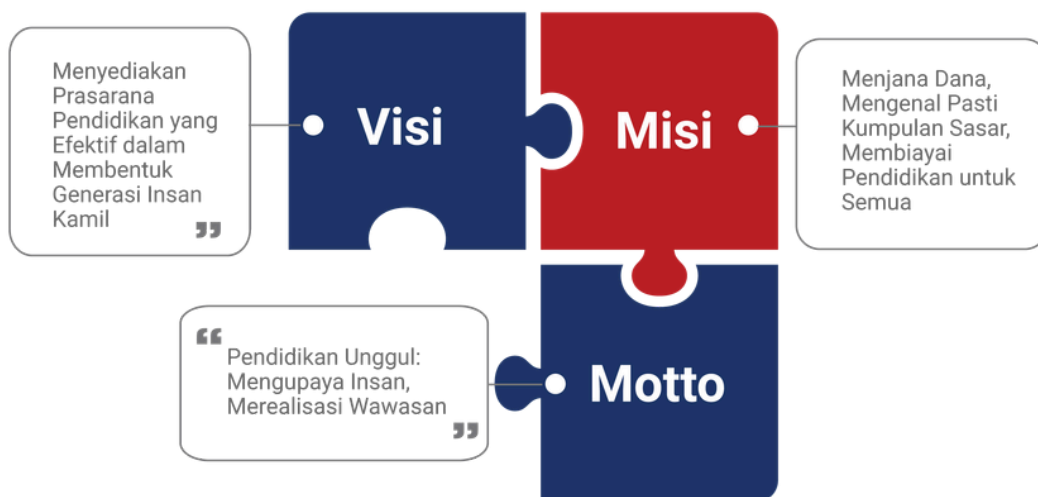 Visi
Menyediakan
Prasarana
Pendidikan yang
Efektif dalam
Membentuk
Generasi Insan
Kamil
”
Misi
Menjana Dana,
Mengenal Pasti
Kumpulan Sasar,
Membiayai
Pendidikan untuk
Semua
Motto
“
Pendidikan Unggul:
Mengupaya Insan,
Merealisasi Wawasan
”